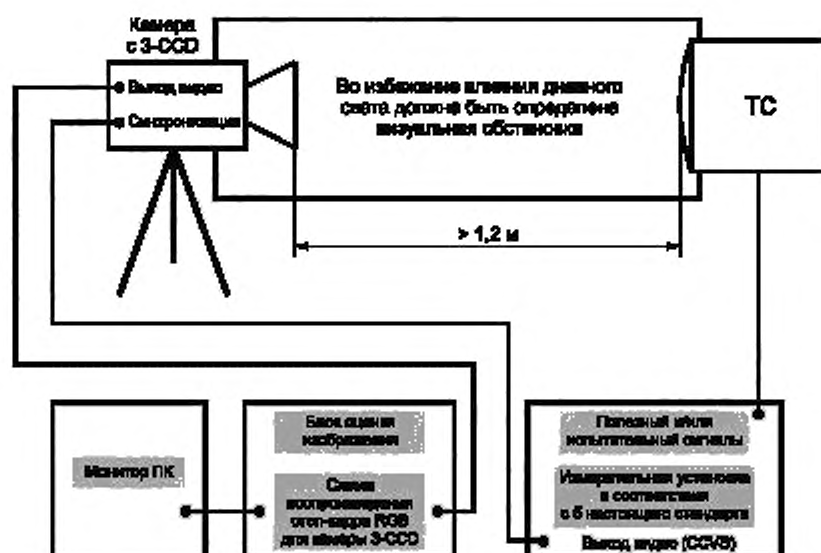 Камера
с 3-CCD
Выход видео
Синхронизация
Во избежание влияния дневного
света должна быть определена
визуальная обстановка
ТС
> 1,2 м
Монитор ПК
Блок оценки
изображения
Схема
воспроизведения
стоп-кадра RGB
для камеры 3-CCD
Полезный и/или
испытательный сигналы
Измерительная установка
в соответствии
с 6 настоящего стандарта
Выход видео (CCVS)